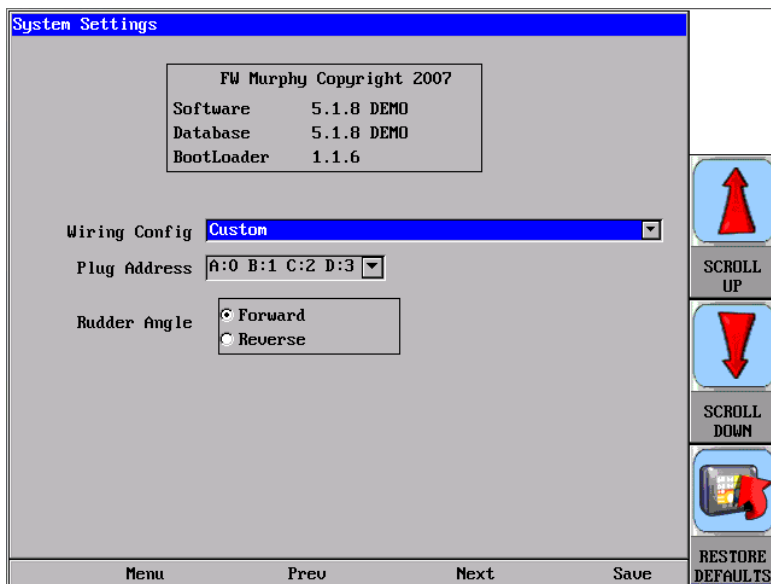 System Settings
FW Murphy Copyright 2007
Software 5.1.8 DEMO
Database 5.1.8 DEMO
BootLoader 1.1.6
Wiring Config Custom
Plug Address A:0 B:1 C:2 D:3
Rudder Angle Forward
Reverse
SCROLL
UP
SCROLL
DOWN
RESTORE
DEFAULTS
Menu Prev Next Save